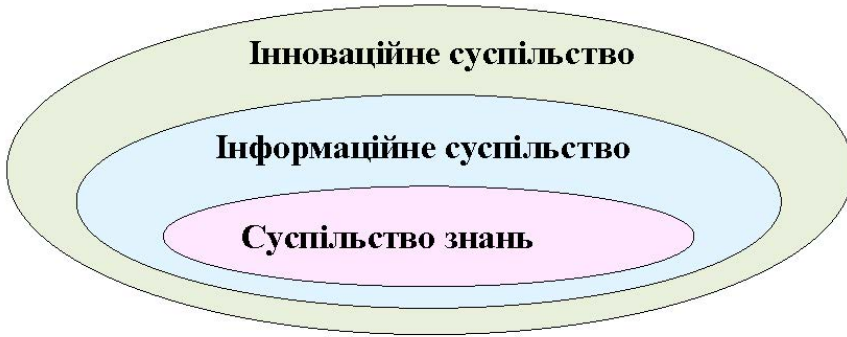 Інноваційне суспільство
Інформаційне суспільство
Суспільство знань